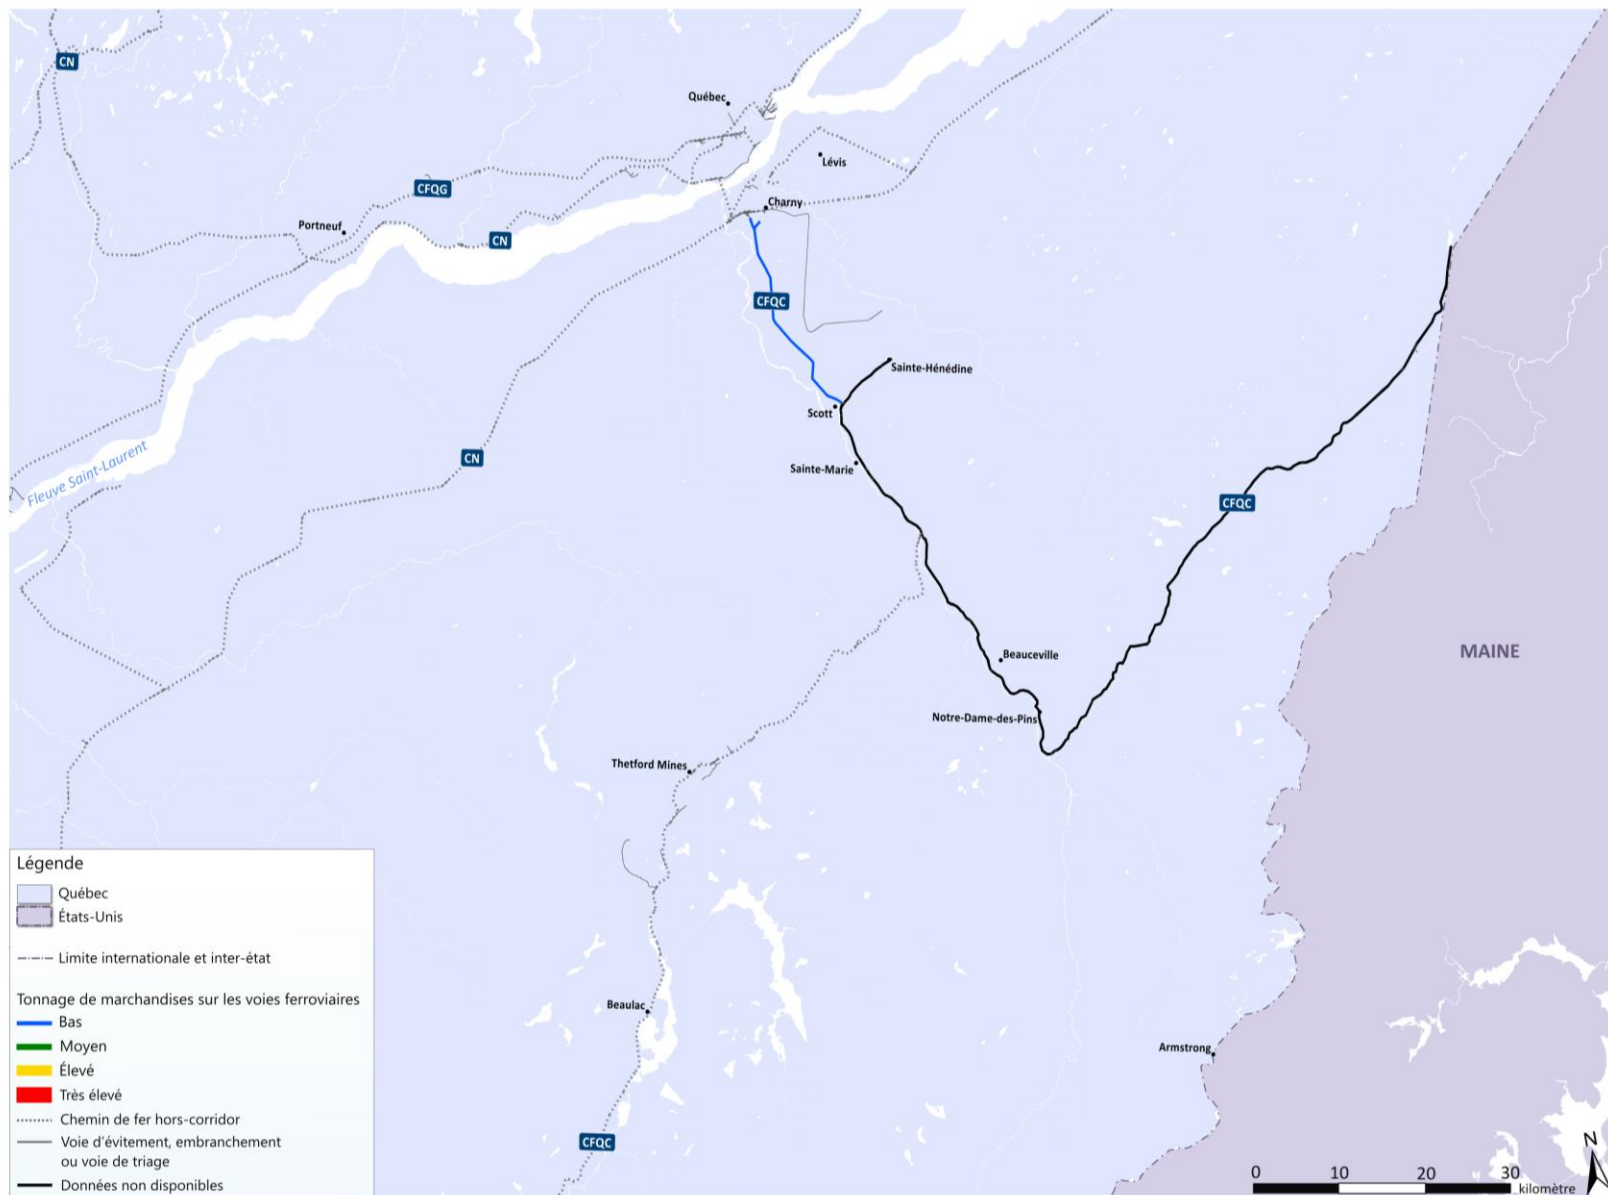 CN
Québec
Lévis
CFQG
Charny
Portneuf
CN
CFQC
Sainte-Hénédine
Scott
CN
Sainte-Marie
Fleuve Saint-Laurent
CFQC
MAINE
Beauceville
Notre-Dame-des-Pins
Thetford Mines
Beaulac
Armstrong
CFQC
Légende
Québec
États-Unis
Limite internationale et inter-état
Tonnage de marchandises sur les voies ferroviaires
Bas
Moyen
Élevé
Très élevé
Chemin de fer hors-corridor
Voie d'évitement, embranchement
ou voie de triage
Données non disponibles
N
0 10 20 30
kilomètre